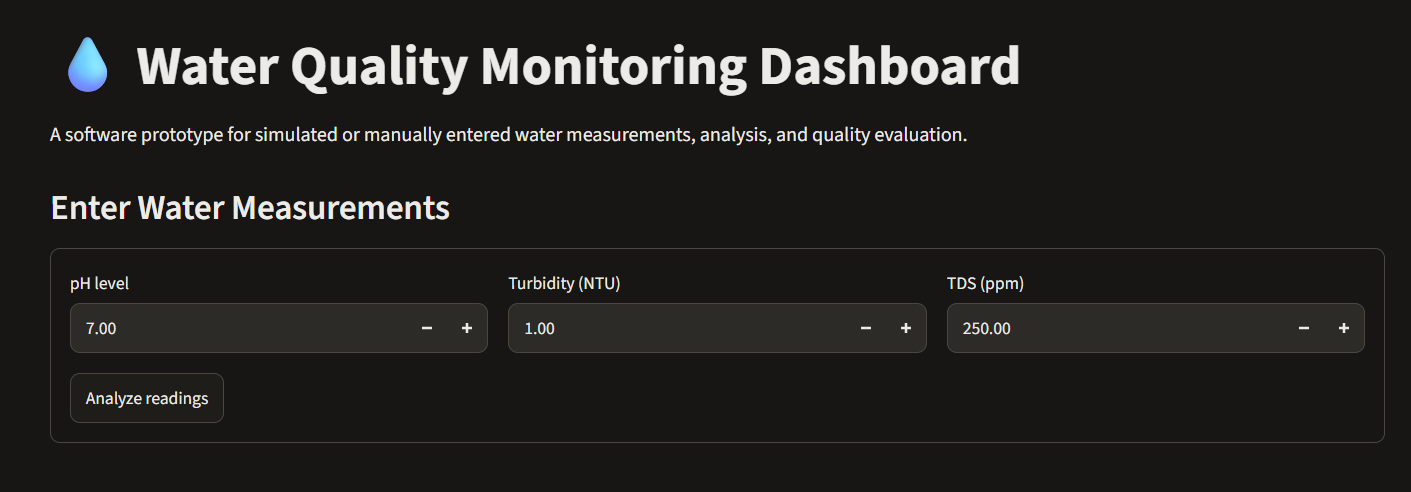 Water Quality Monitoring Dashboard
A software prototype for simulated or manually entered water measurements, analysis, and quality evaluation.
Enter Water Measurements
pH level
Turbidity (NTU)
TDS (ppm)
7.00
1.00
250.00
Analyze readings